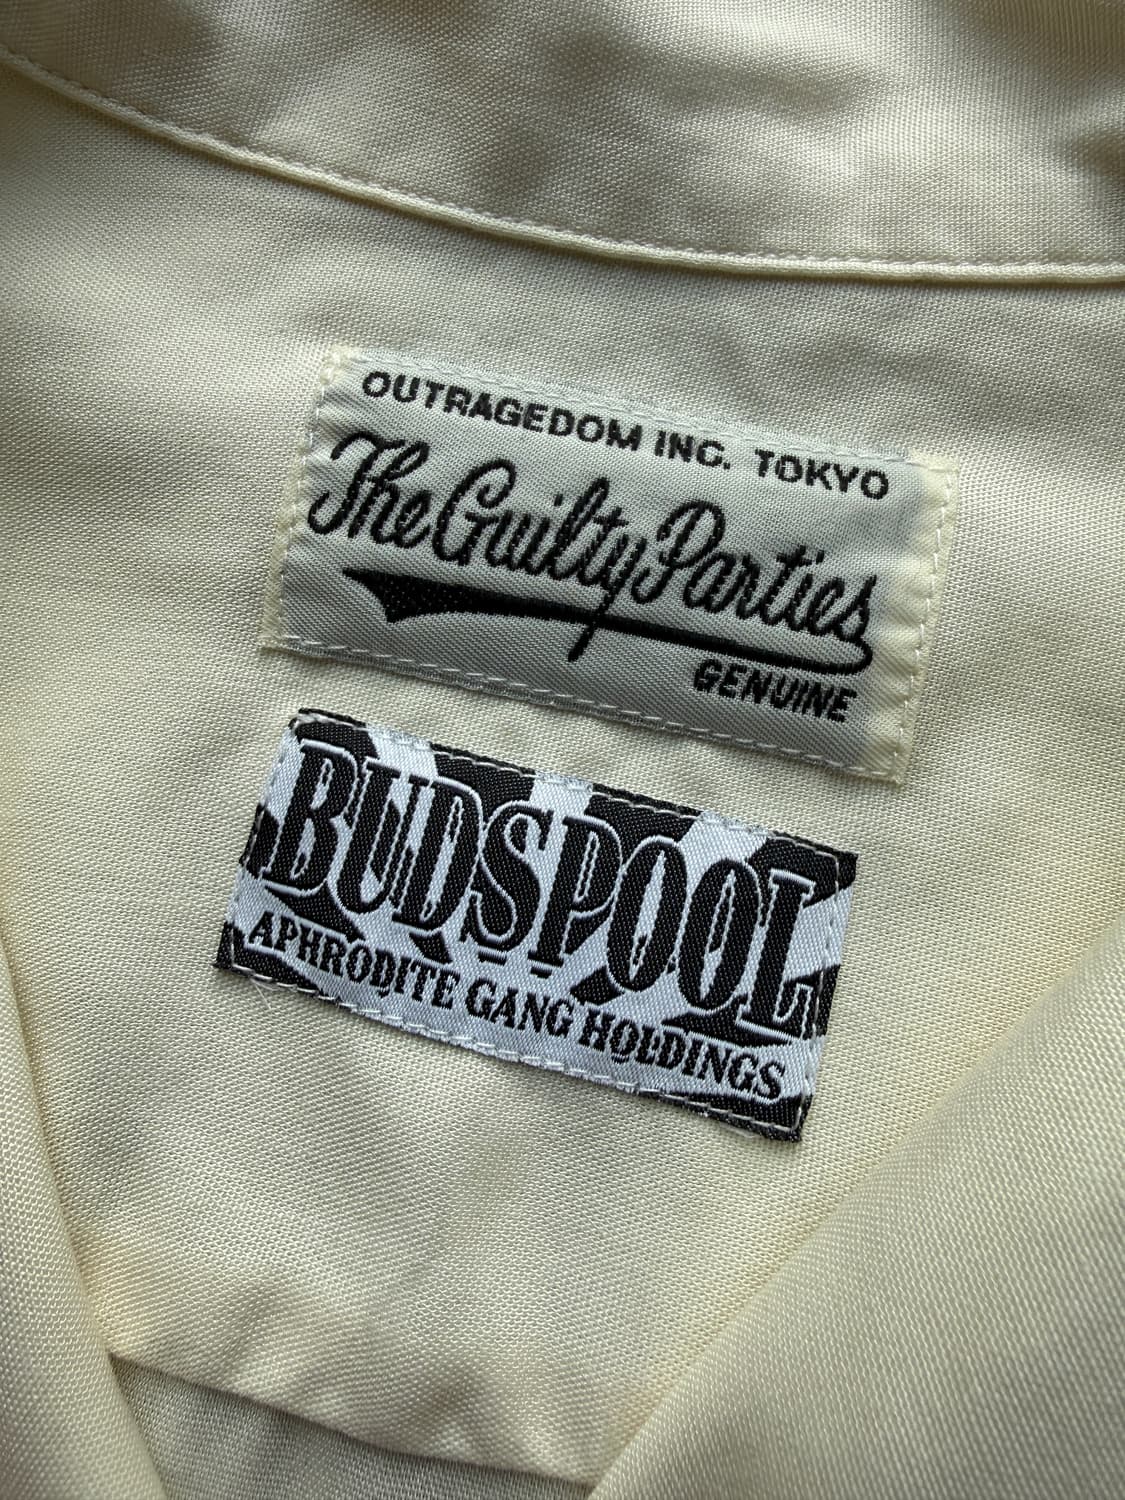 OUTRAGEDOM INC. TOKYO
The Guilty Parties
GENUINE
BUDSPOOL
APHRODITE GANG HOLDINGS